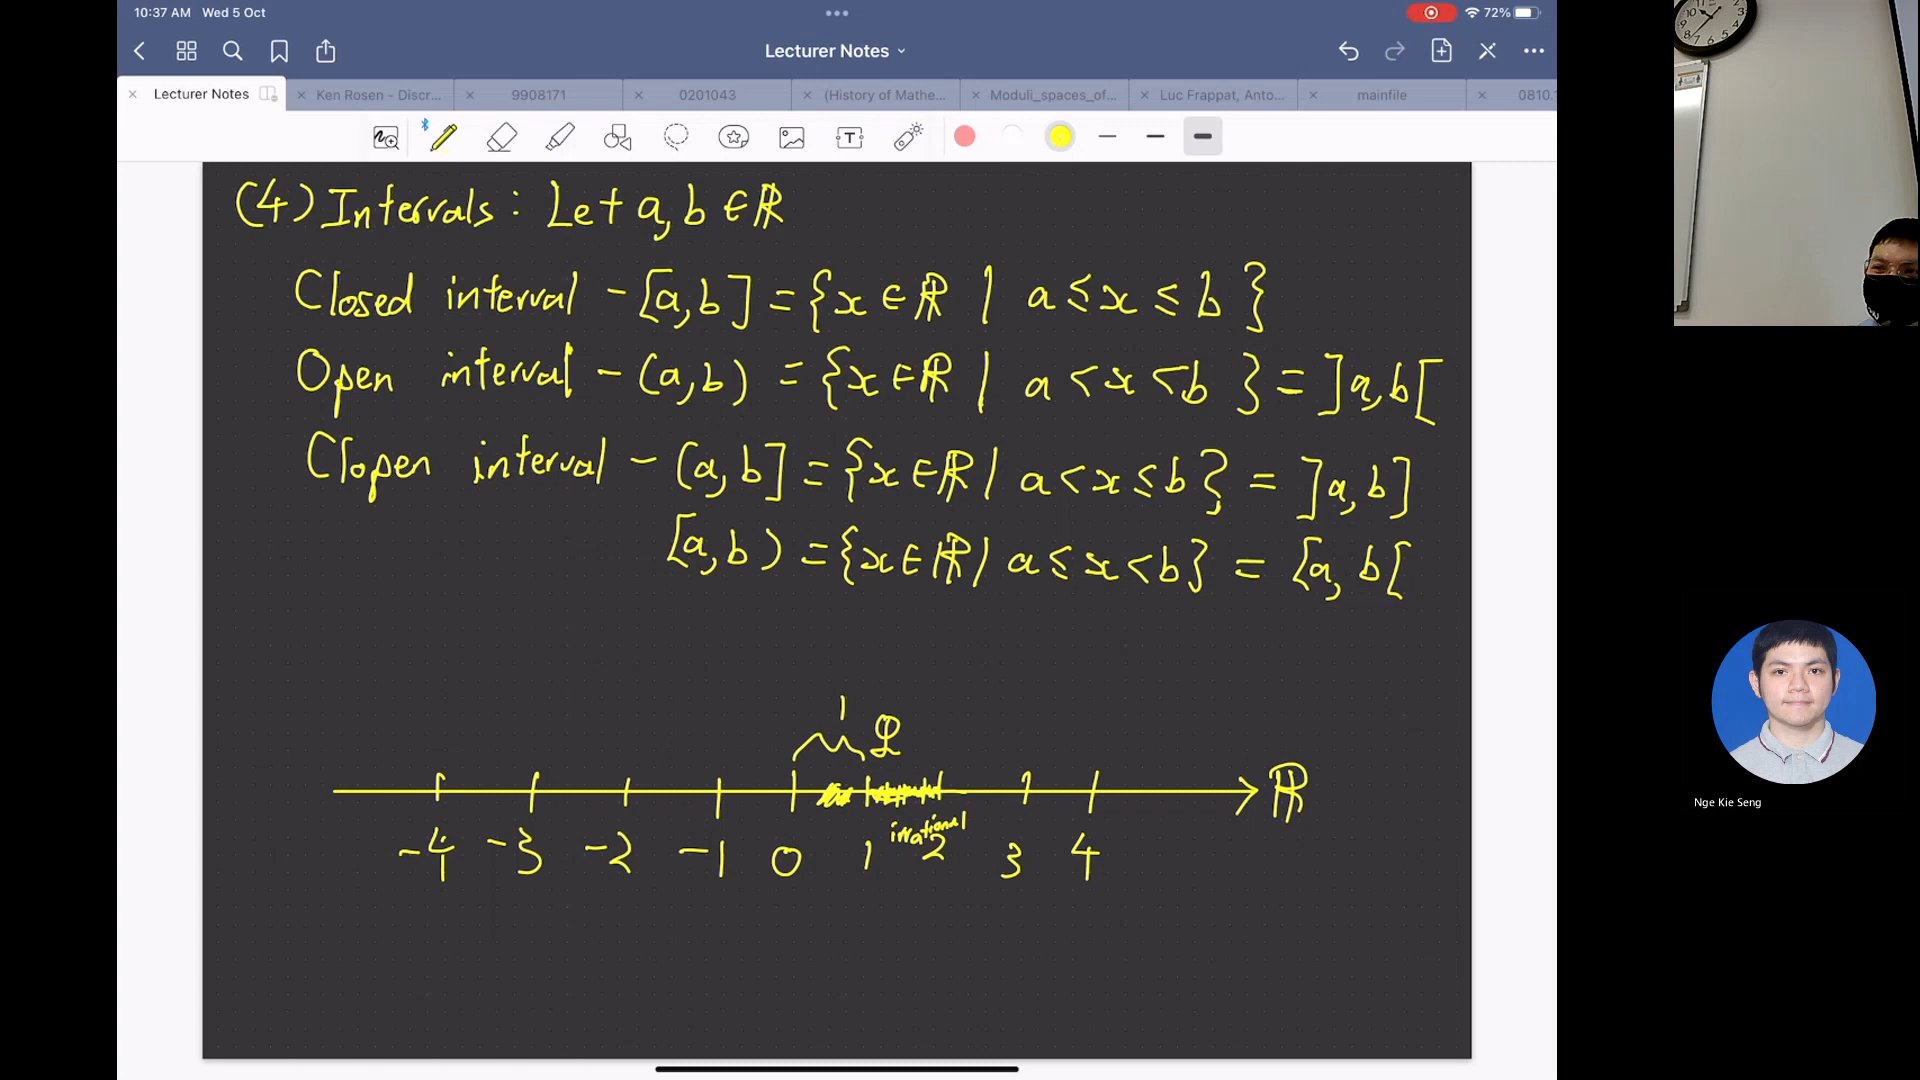 10:37 AM Wed 5 Oct
72%
Lecturer Notes
Lecturer Notes
Ken Rosen - Discr...
9908171
0201043
(History of Mathe...
Moduli_spaces_of...
Luc Frappat, Anto...
mainfile
0810.
(4) Intervals : Let a, b ∈ ℝ
Closed interval - [a, b] = {x ∈ ℝ | a ≤ x ≤ b }
Open interval - (a, b) = {x ∈ ℝ | a < x < b } = ]a, b[
Clopen interval - (a, b] = {x ∈ ℝ | a < x ≤ b} = ]a, b]
[a, b) = {x ∈ ℝ | a ≤ x < b} = [a, b[
ℝ
irrational
-4 -3 -2 -1 0 1 2 3 4
Nge Kie Seng